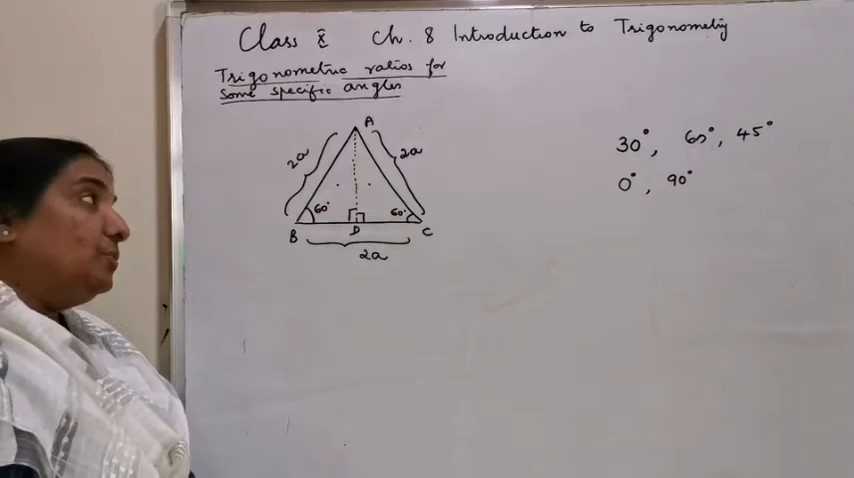 Class X Ch. 8 Introduction to Trigonometry
Trigonometric ratios for
some specific angles
A
2a 2a
30°, 60°, 45°
0°, 90°
60° 60°
B D C
2a